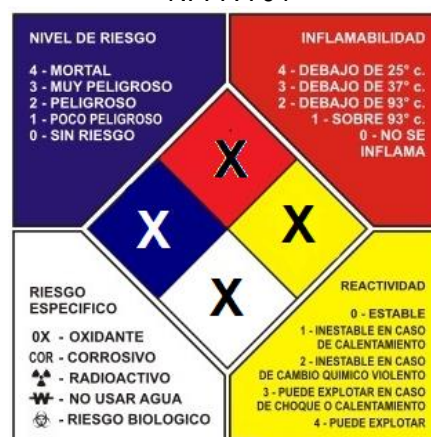 NIVEL DE RIESGO
4 - MORTAL
3 - MUY PELIGROSO
2 - PELIGROSO
1 - POCO PELIGROSO
0 - SIN RIESGO
INFLAMABILIDAD
4 - DEBAJO DE 25° c.
3 - DEBAJO DE 37° c.
2 - DEBAJO DE 93° c.
1 - SOBRE 93° c.
0 - NO SE
INFLAMA
X
X
X
X
RIESGO
ESPECIFICO
OX - OXIDANTE
COR - CORROSIVO
☢ - RADIOACTIVO
W - NO USAR AGUA
☣ - RIESGO BIOLOGICO
REACTIVIDAD
0 - ESTABLE
1 - INESTABLE EN CASO
DE CALENTAMIENTO
2 - INESTABLE EN CASO
DE CAMBIO QUIMICO VIOLENTO
3 - PUEDE EXPLOTAR EN CASO
DE CHOQUE O CALENTAMIENTO
4 - PUEDE EXPLOTAR